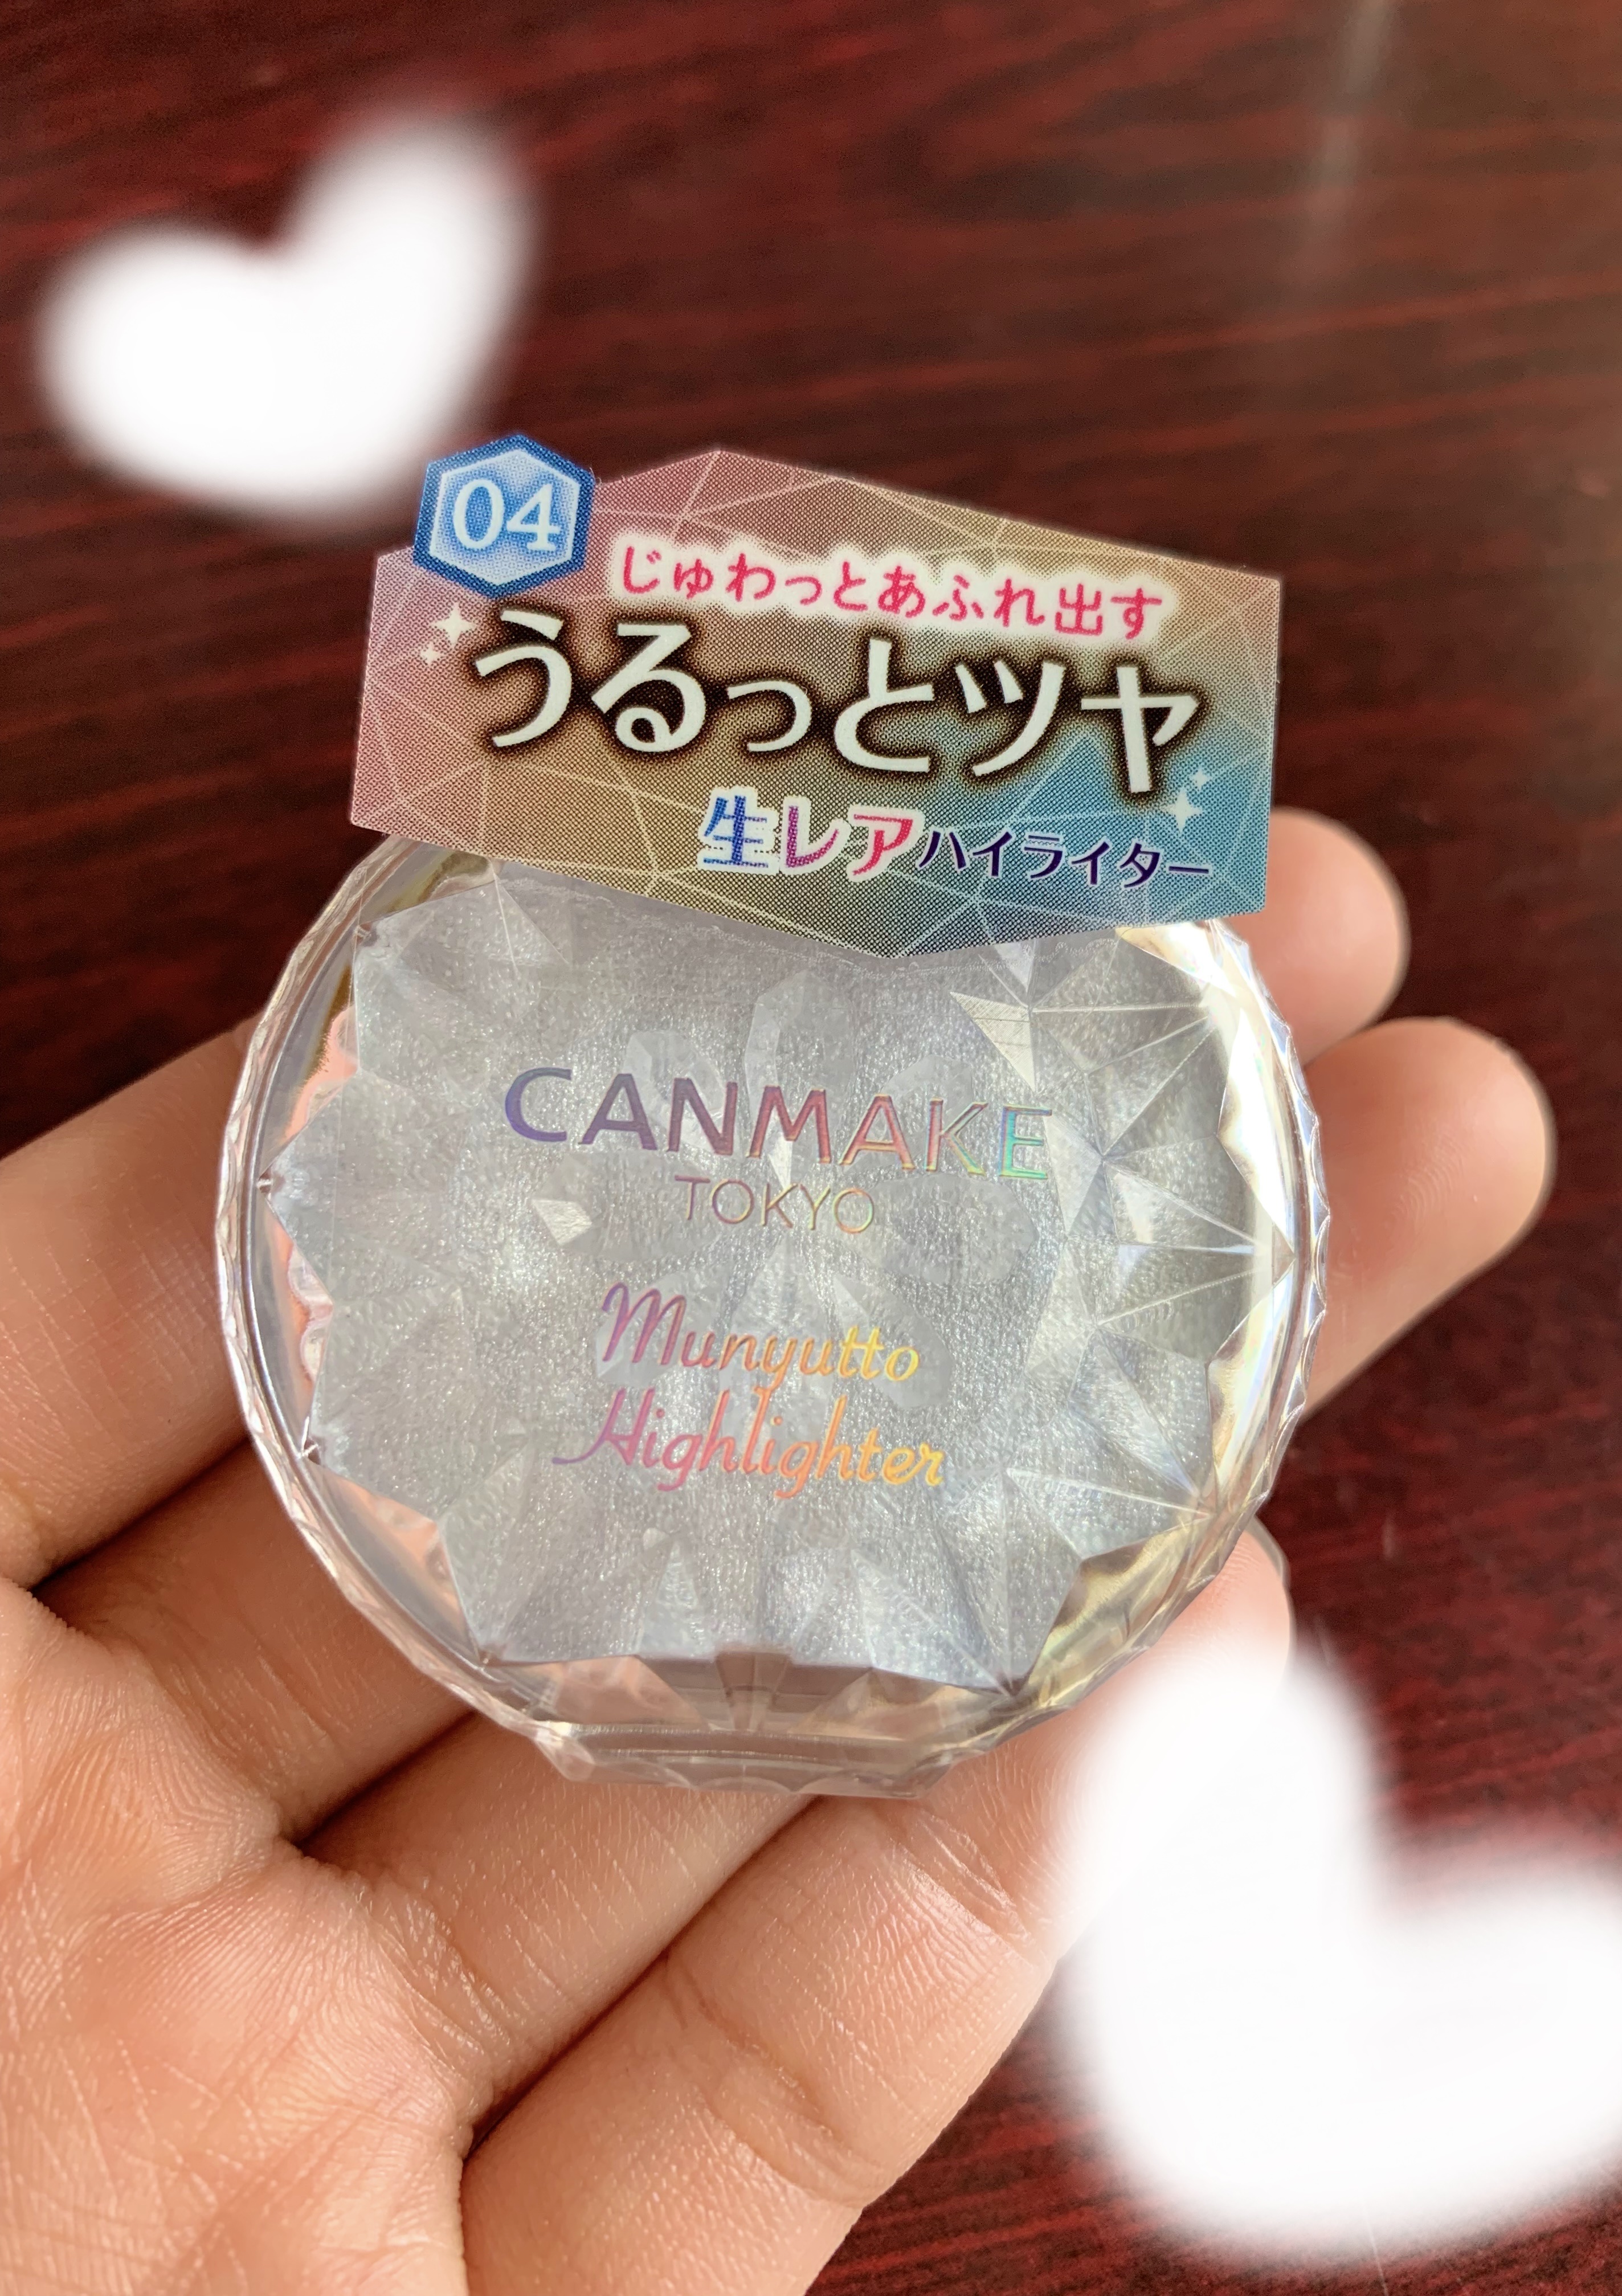 04
じゅわっとあふれ出す
うるっとツヤ
生レアハイライター
CANMAKE
TOKYO
Munyutto
Highlighter